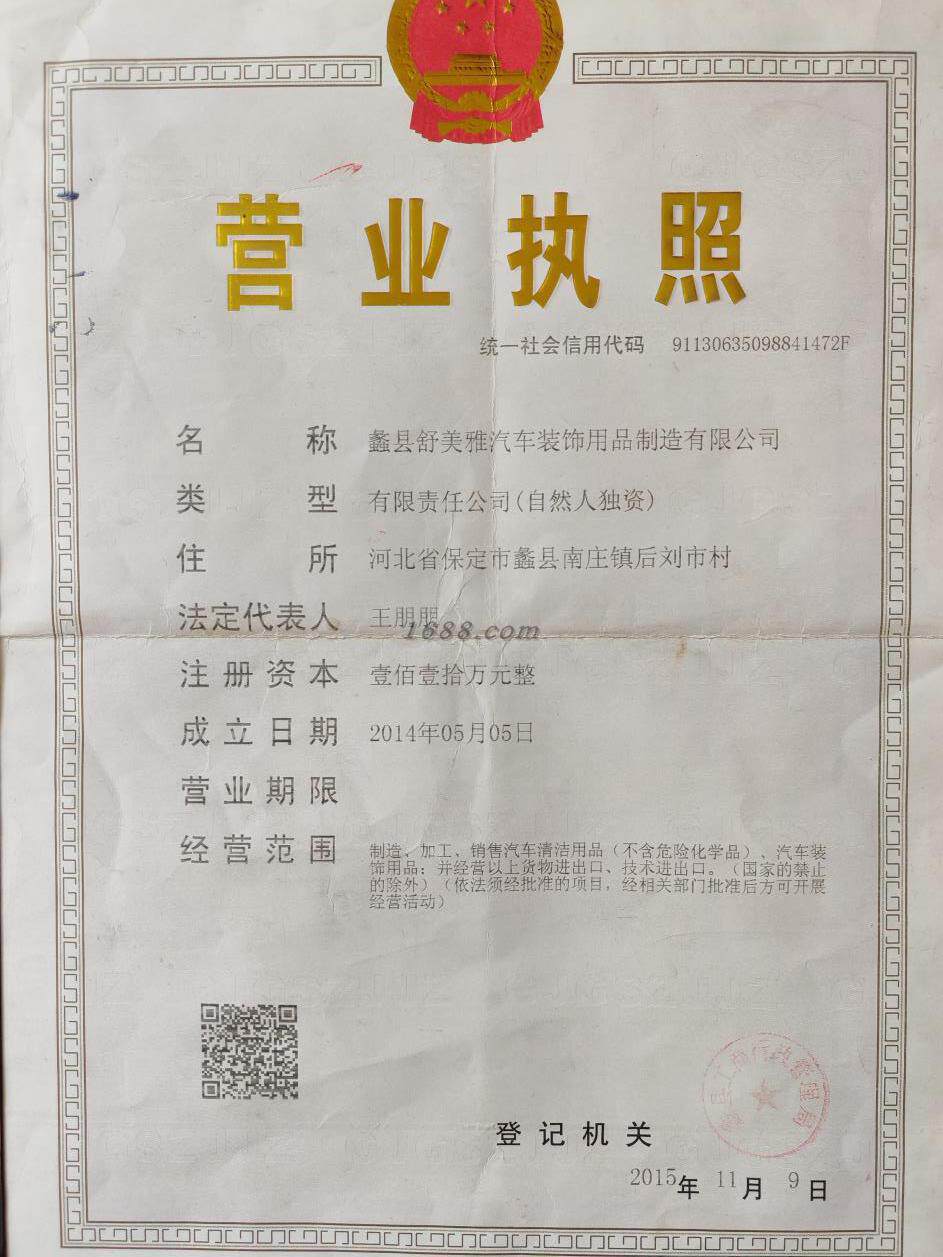 营业执照
统一社会信用代码 91130635098841472F
名称 蠡县舒美雅汽车装饰用品制造有限公司
类型 有限责任公司(自然人独资)
住所 河北省保定市蠡县南庄镇后刘市村
法定代表人 王朋朋
1688.com
注册资本 壹佰壹拾万元整
成立日期 2014年05月05日
营业期限
经营范围 制造、加工、销售汽车清洁用品(不含危险化学品)、汽车装
饰用品;并经营以上货物进出口、技术进出口。(国家的禁止
的除外)(依法须经批准的项目,经相关部门批准后方可开展
经营活动)
蠡县工商行政管理局
登记机关
2015年11月9日